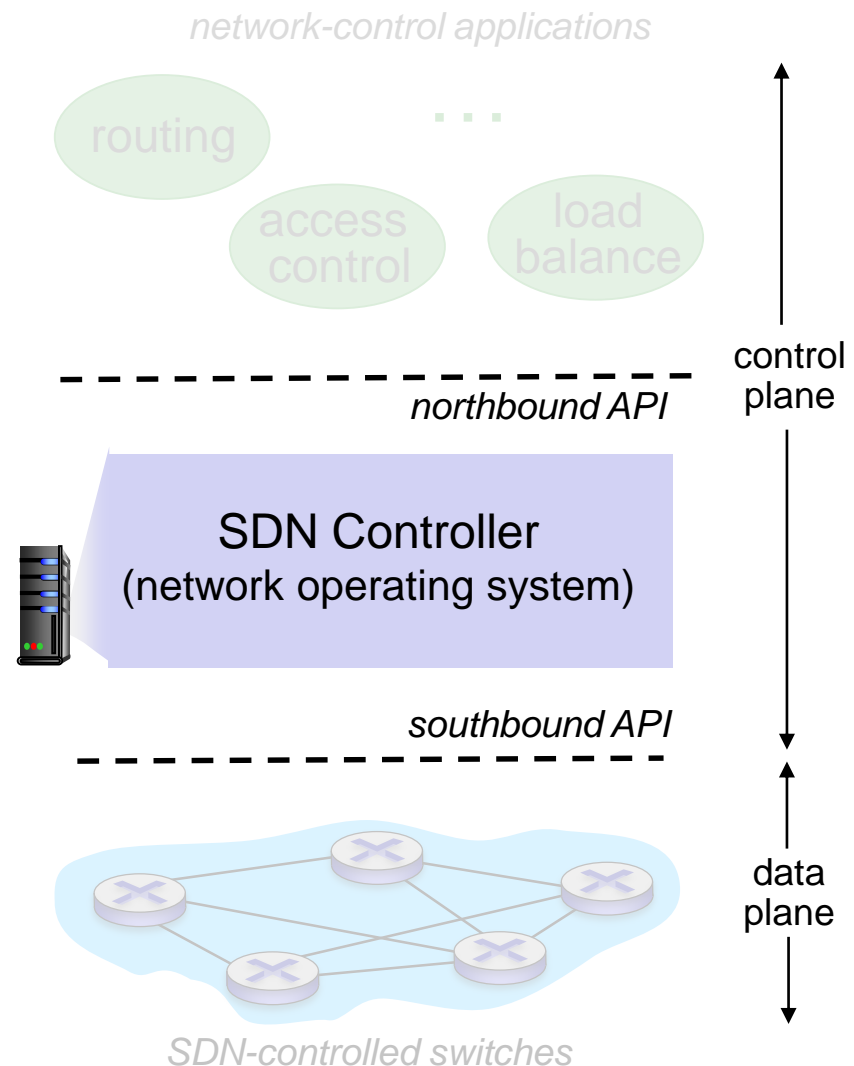 network-control applications
routing
...
access
control
load
balance
control
plane
northbound API
SDN Controller
(network operating system)
southbound API
data
plane
SDN-controlled switches